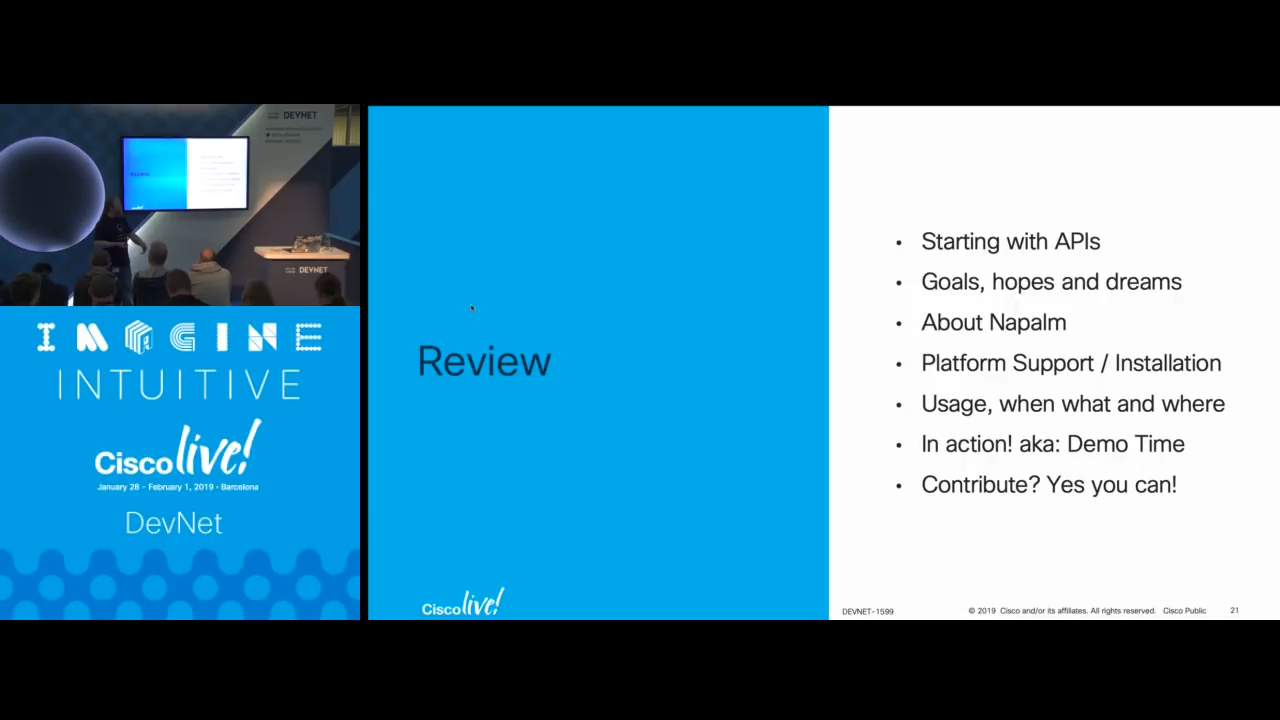 DEVNET
Review
DEVNET
IMAGINE
INTUITIVE
Cisco live!
January 28 - February 1, 2019 · Barcelona
DevNet
Review
Cisco live!
• Starting with APIs
• Goals, hopes and dreams
• About Napalm
• Platform Support / Installation
• Usage, when what and where
• In action! aka: Demo Time
• Contribute? Yes you can!
DEVNET-1599
© 2019 Cisco and/or its affiliates. All rights reserved. Cisco Public
21